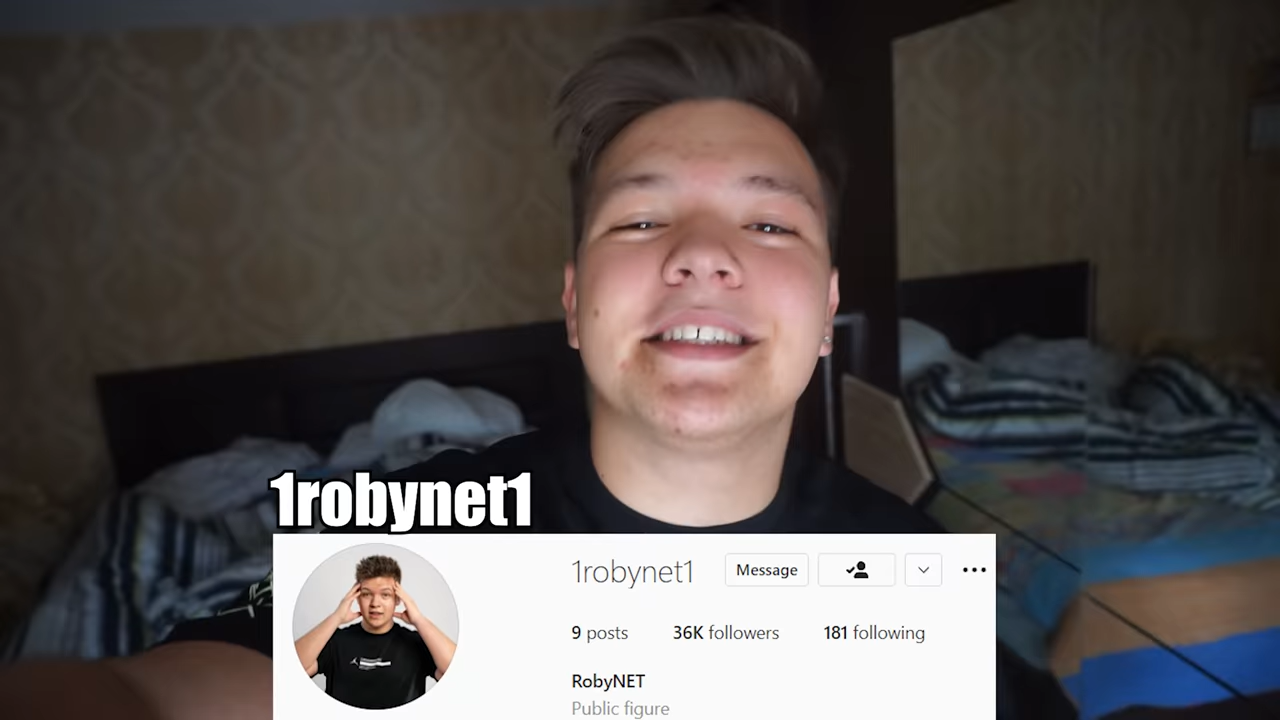 1robynet1
1robynet1 Message
9 posts 36K followers 181 following
RobyNET
Public figure